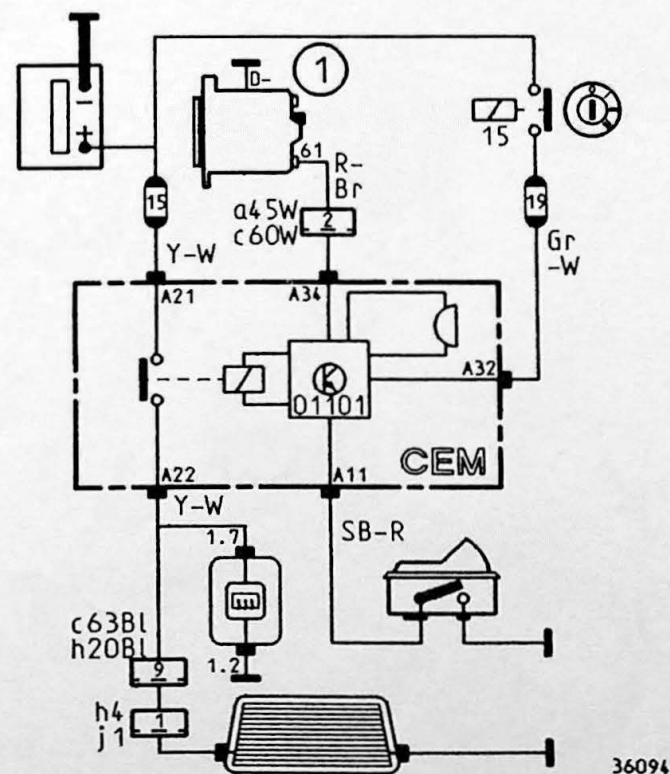 1
D-
-
+
15
61
R-
Br
15
19
a45W
c60W
2
Gr
-W
Y-W
A21
A34
A32
01101
CEM
A22
A11
Y-W
SB-R
1.7
c63Bl
h20Bl
9
1.2
h4
j1
1
36094